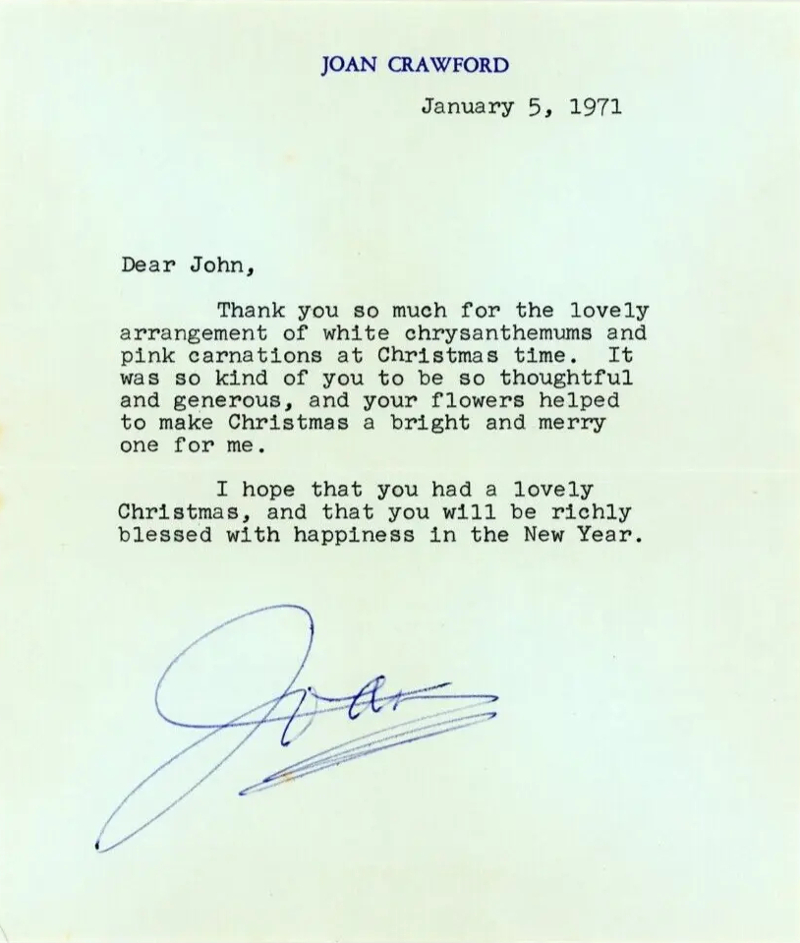 JOAN CRAWFORD
January 5, 1971
Dear John,
Thank you so much for the lovely
arrangement of white chrysanthemums and
pink carnations at Christmas time. It
was so kind of you to be so thoughtful
and generous, and your flowers helped
to make Christmas a bright and merry
one for me.
I hope that you had a lovely
Christmas, and that you will be richly
blessed with happiness in the New Year.
Joan